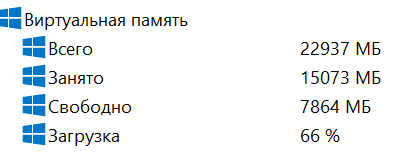 Виртуальная память
Всего 22937 МБ
Занято 15073 МБ
Свободно 7864 МБ
Загрузка 66 %